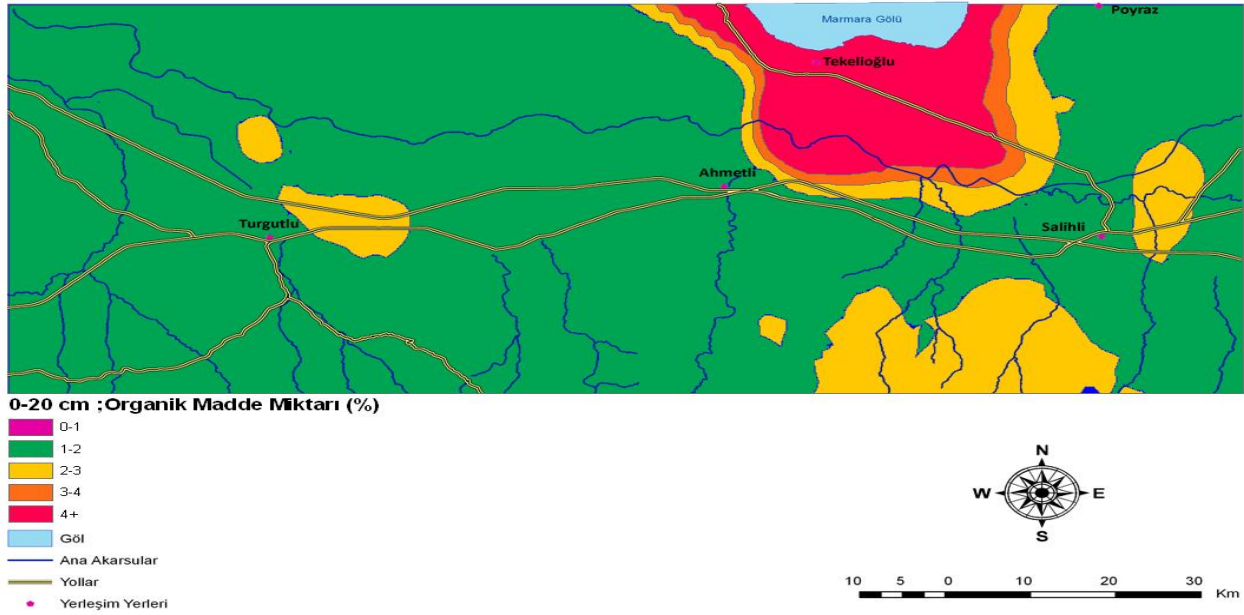 Marmara Gölü
Poyraz
Tekelioğlu
Ahmetli
Turgutlu
Salihli
0-20 cm ;Organik Madde Miktarı (%)
0-1
1-2
2-3
3-4
4+
Göl
Ana Akarsular
Yollar
Yerleşim Yerleri
N
W E
S
10 5 0 10 20 30
Km